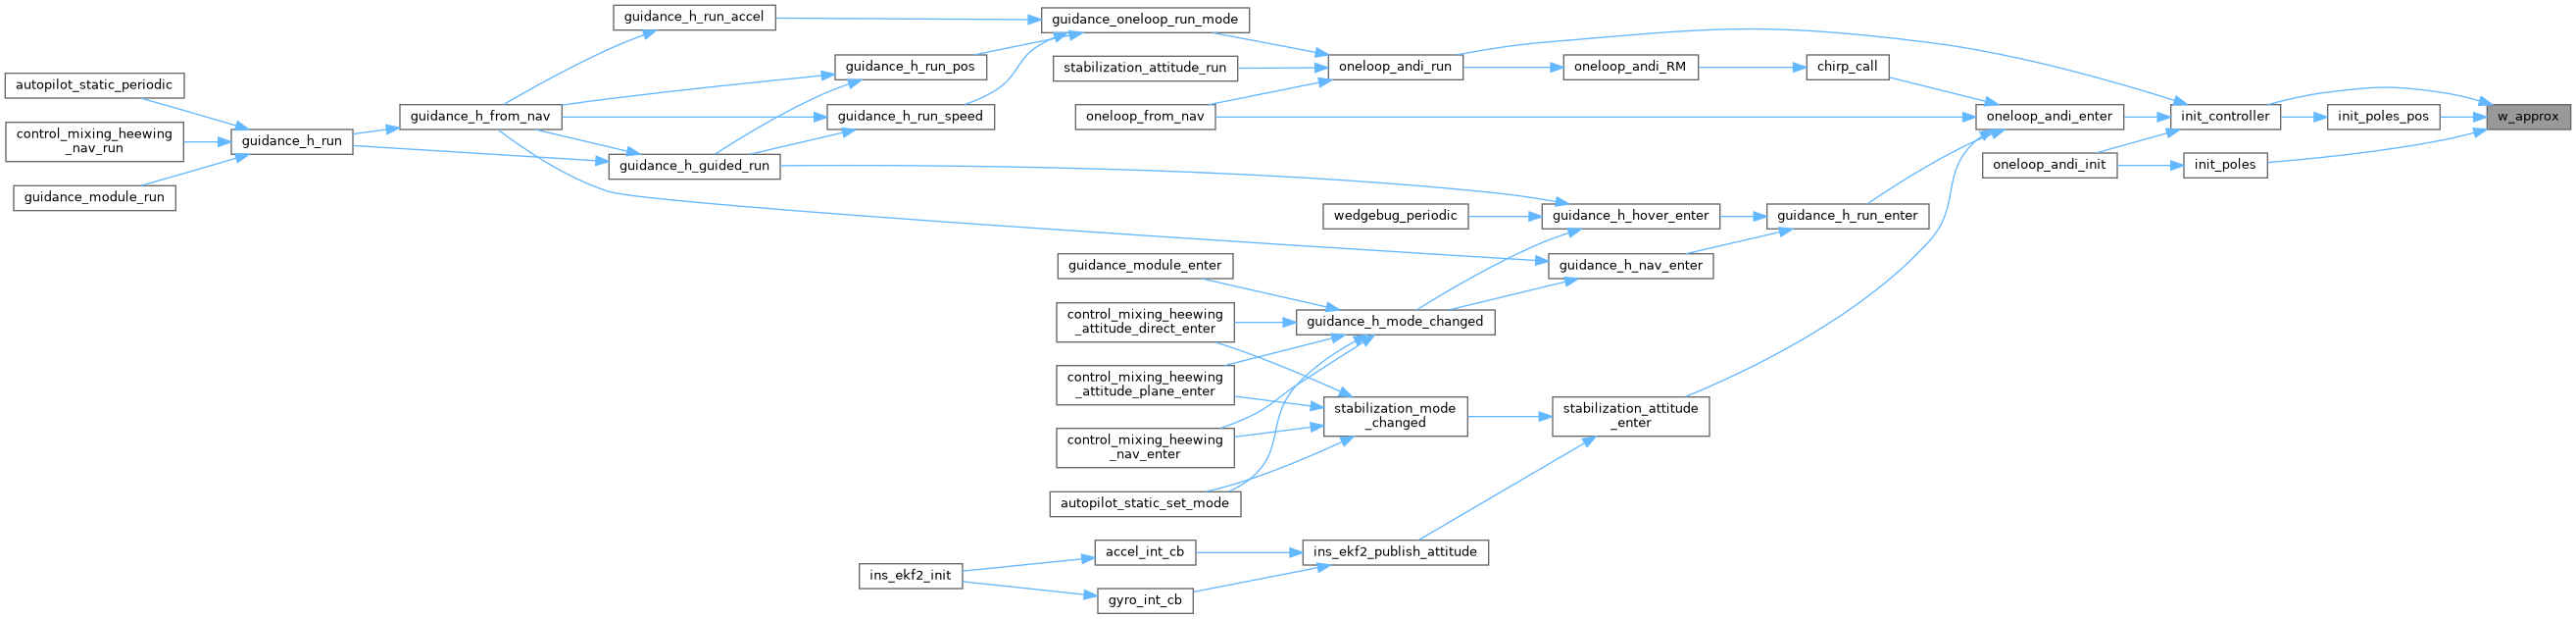 guidance_h_run_accel
guidance_oneloop_run_mode
guidance_h_run_pos
stabilization_attitude_run
oneloop_andi_run
oneloop_andi_RM
chirp_call
autopilot_static_periodic
guidance_h_from_nav
guidance_h_run_speed
oneloop_from_nav
oneloop_andi_enter
init_controller
init_poles_pos
w_approx
control_mixing_heewing
_nav_run
guidance_h_run
guidance_h_guided_run
oneloop_andi_init
init_poles
guidance_module_run
wedgebug_periodic
guidance_h_hover_enter
guidance_h_run_enter
guidance_module_enter
guidance_h_nav_enter
control_mixing_heewing
_attitude_direct_enter
guidance_h_mode_changed
control_mixing_heewing
_attitude_plane_enter
stabilization_mode
_changed
stabilization_attitude
_enter
control_mixing_heewing
_nav_enter
autopilot_static_set_mode
accel_int_cb
ins_ekf2_publish_attitude
ins_ekf2_init
gyro_int_cb